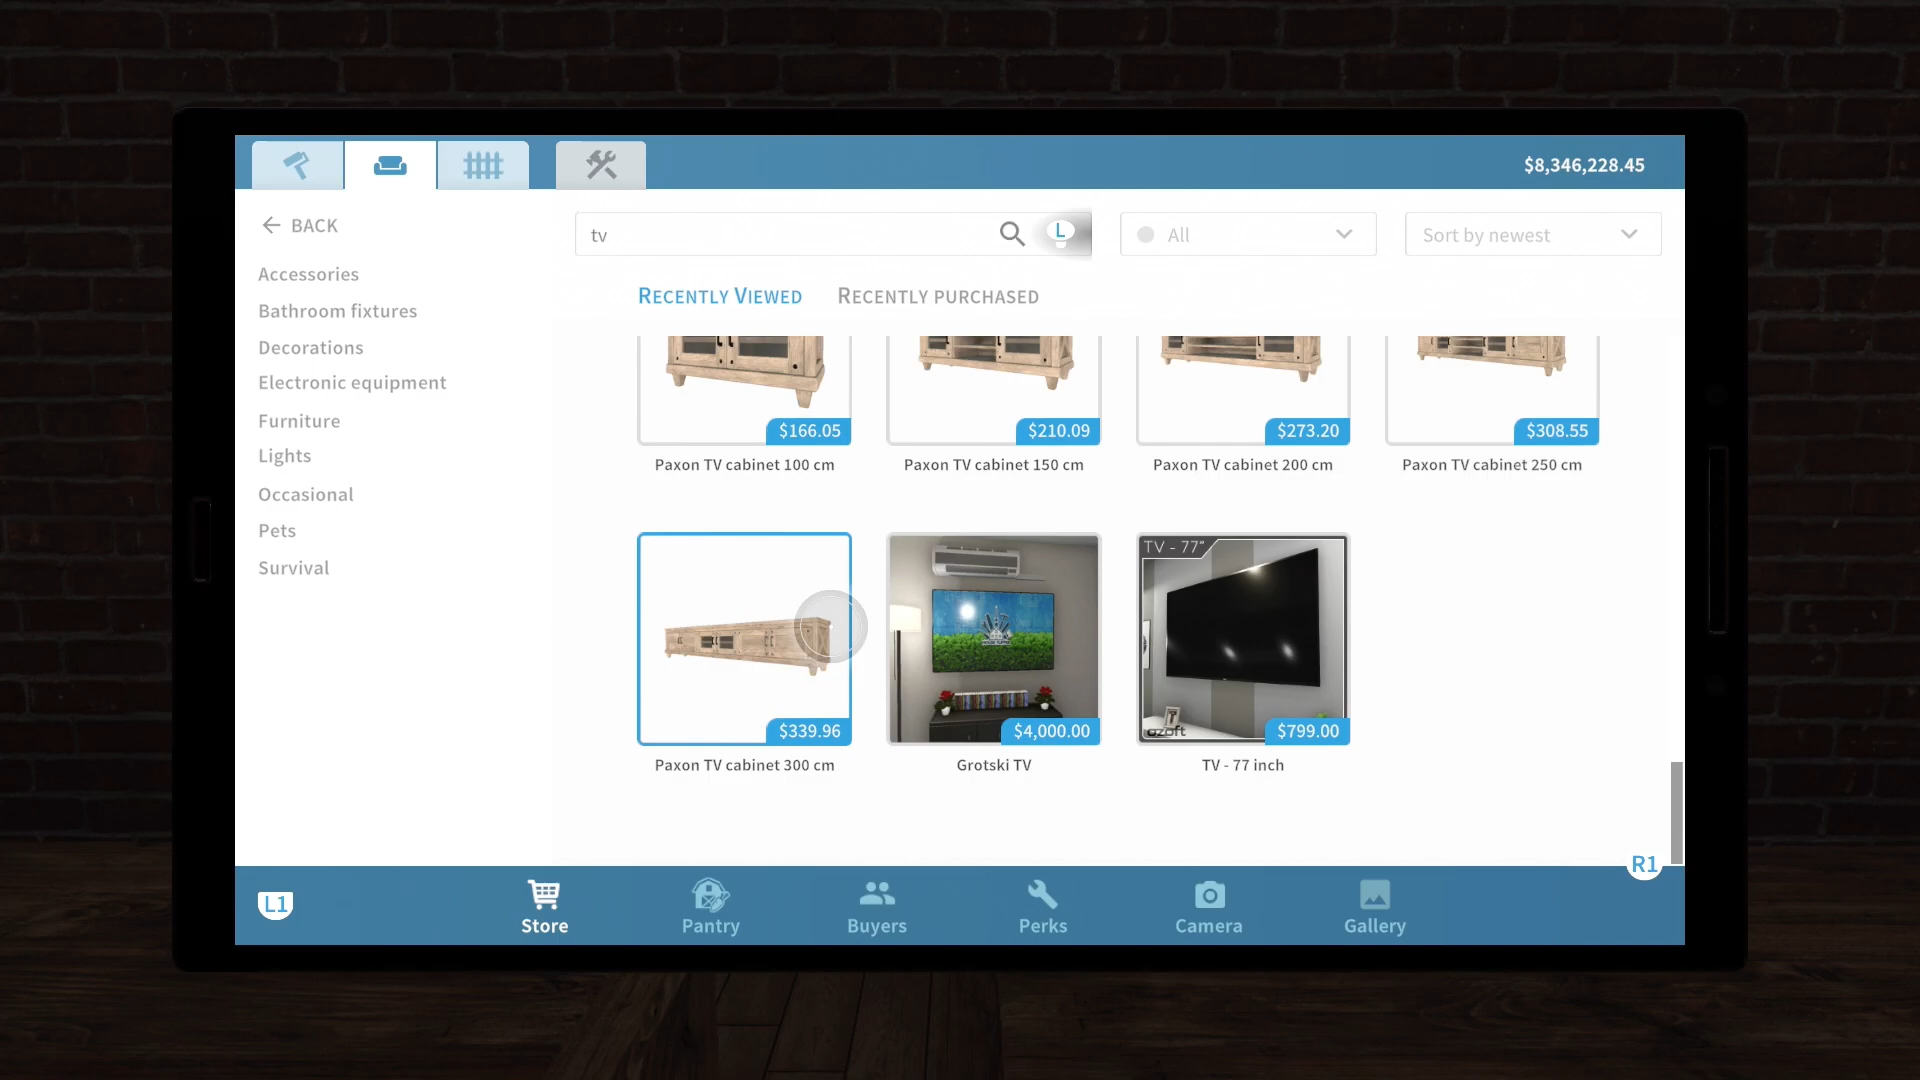 $8,346,228.45
BACK
tv
L
All
Sort by newest
Accessories
Bathroom fixtures
Decorations
Electronic equipment
Furniture
Lights
Occasional
Pets
Survival
RECENTLY VIEWED
RECENTLY PURCHASED
$166.05
$210.09
$273.20
$308.55
Paxon TV cabinet 100 cm
Paxon TV cabinet 150 cm
Paxon TV cabinet 200 cm
Paxon TV cabinet 250 cm
TV - 77"
$339.96
$4,000.00
$799.00
Paxon TV cabinet 300 cm
Grotski TV
TV - 77 inch
L1
Store
Pantry
Buyers
Perks
Camera
Gallery
R1